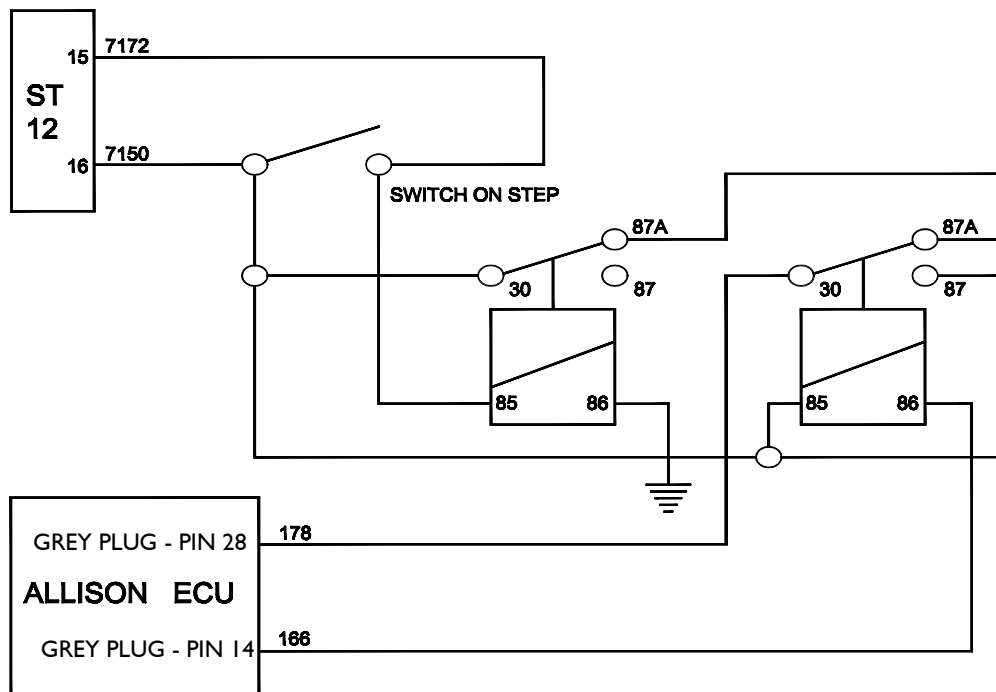 15 7172
ST
12
16 7150
SWITCH ON STEP
87A
87A
30
87
30
87
85
86
85
86
GREY PLUG - PIN 28
178
ALLISON ECU
GREY PLUG - PIN 14
166